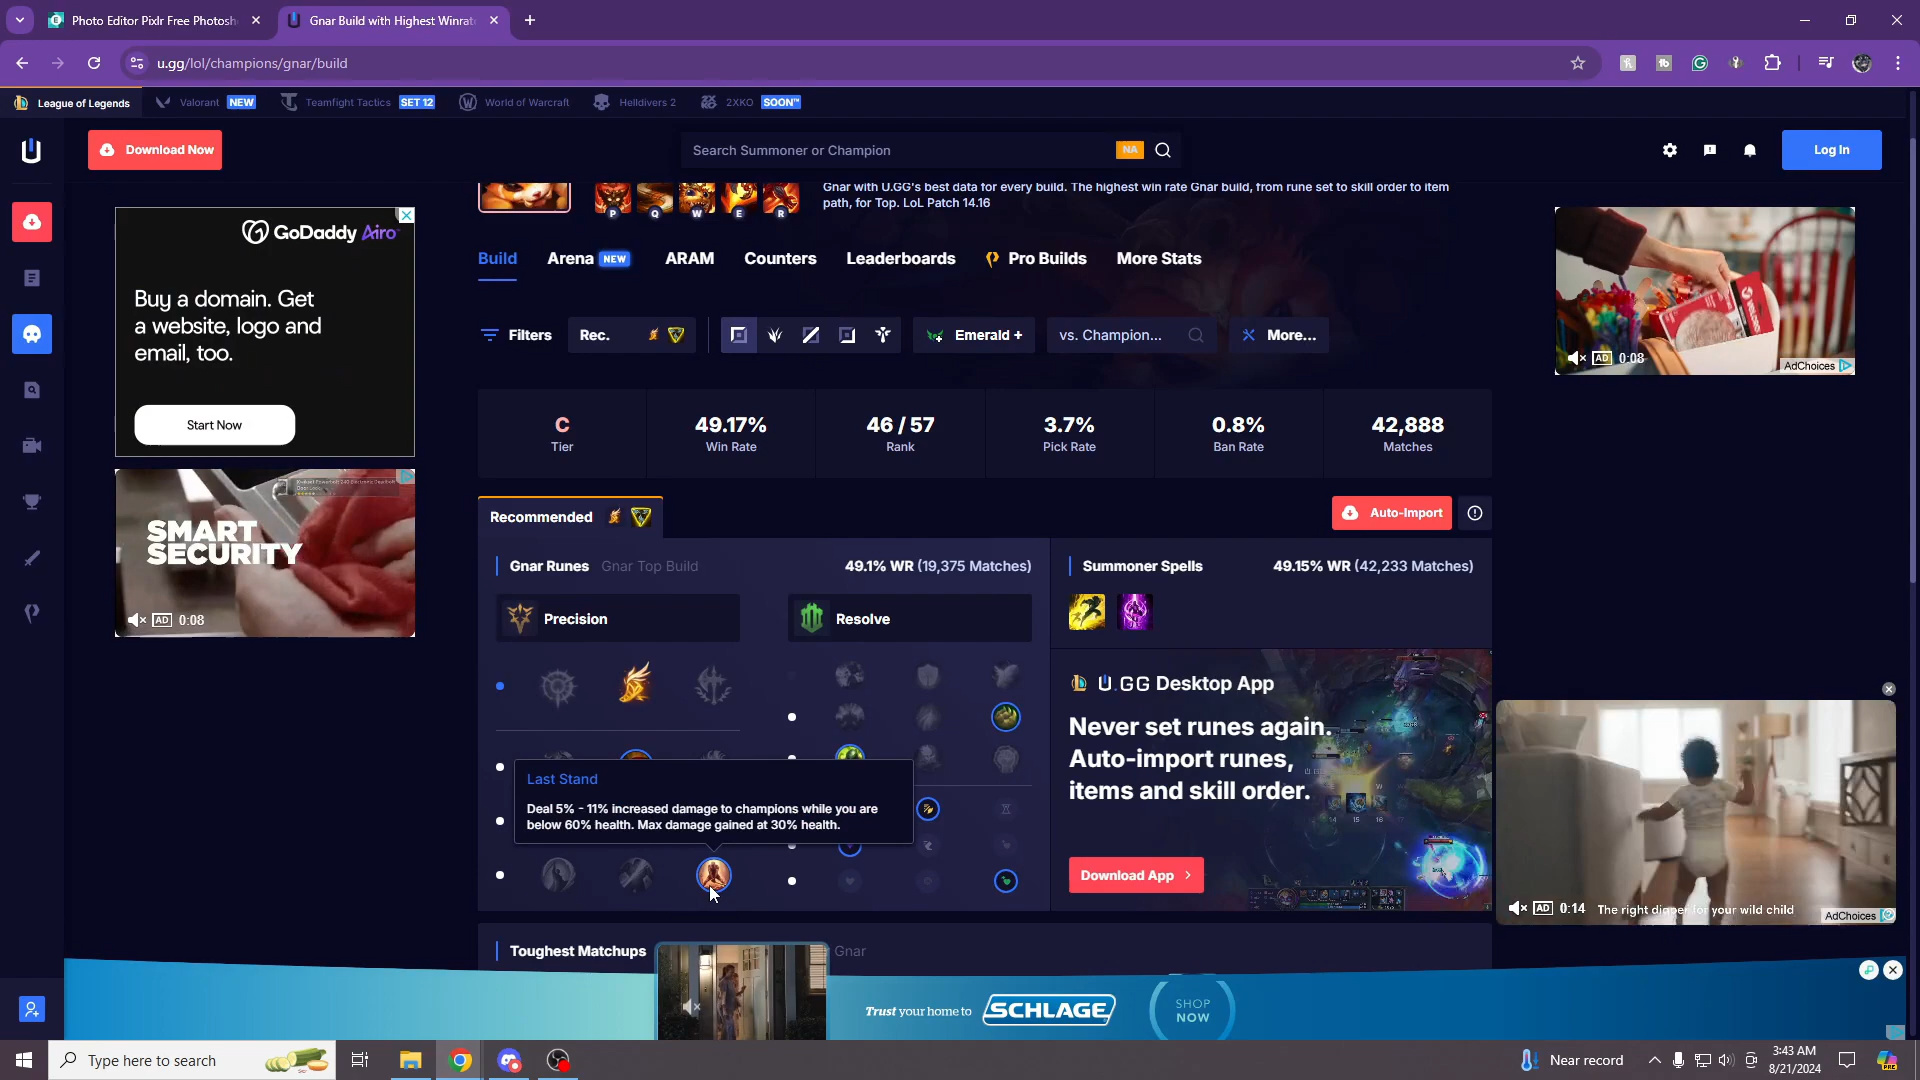 Photo Editor Pixlr Free Photosh
Gnar Build with Highest Winrate
u.gg/lol/champions/gnar/build
League of Legends
Valorant NEW
Teamfight Tactics SET 12
World of Warcraft
Helldivers 2
2XKO SOON™
Download Now
Search Summoner or Champion
NA
Log In
Gnar with U.GG's best data for every build. The highest win rate Gnar build, from rune set to skill order to item
path, for Top. LoL Patch 14.16
P Q W E R
GoDaddy Airo
Buy a domain. Get
a website, logo and
email, too.
Start Now
SMART
SECURITY
AD 0:08
Build
Arena NEW
ARAM
Counters
Leaderboards
Pro Builds
More Stats
AD 0:08
AdChoices
Filters
Rec.
Emerald +
vs. Champion...
More...
C
Tier
49.17%
Win Rate
46 / 57
Rank
3.7%
Pick Rate
0.8%
Ban Rate
42,888
Matches
Recommended
Auto-Import
Gnar Runes Gnar Top Build
49.1% WR (19,375 Matches)
Precision
Resolve
Last Stand
Deal 5% - 11% increased damage to champions while you are
below 60% health. Max damage gained at 30% health.
Summoner Spells
49.15% WR (42,233 Matches)
U.GG Desktop App
Never set runes again.
Auto-import runes,
items and skill order.
Download App
14 15 16
AD 0:14 The right diaper for your wild child
AdChoices
Toughest Matchups
Gnar
Trust your home to SCHLAGE
SHOP
NOW
Type here to search
Near record
3:43 AM
8/21/2024